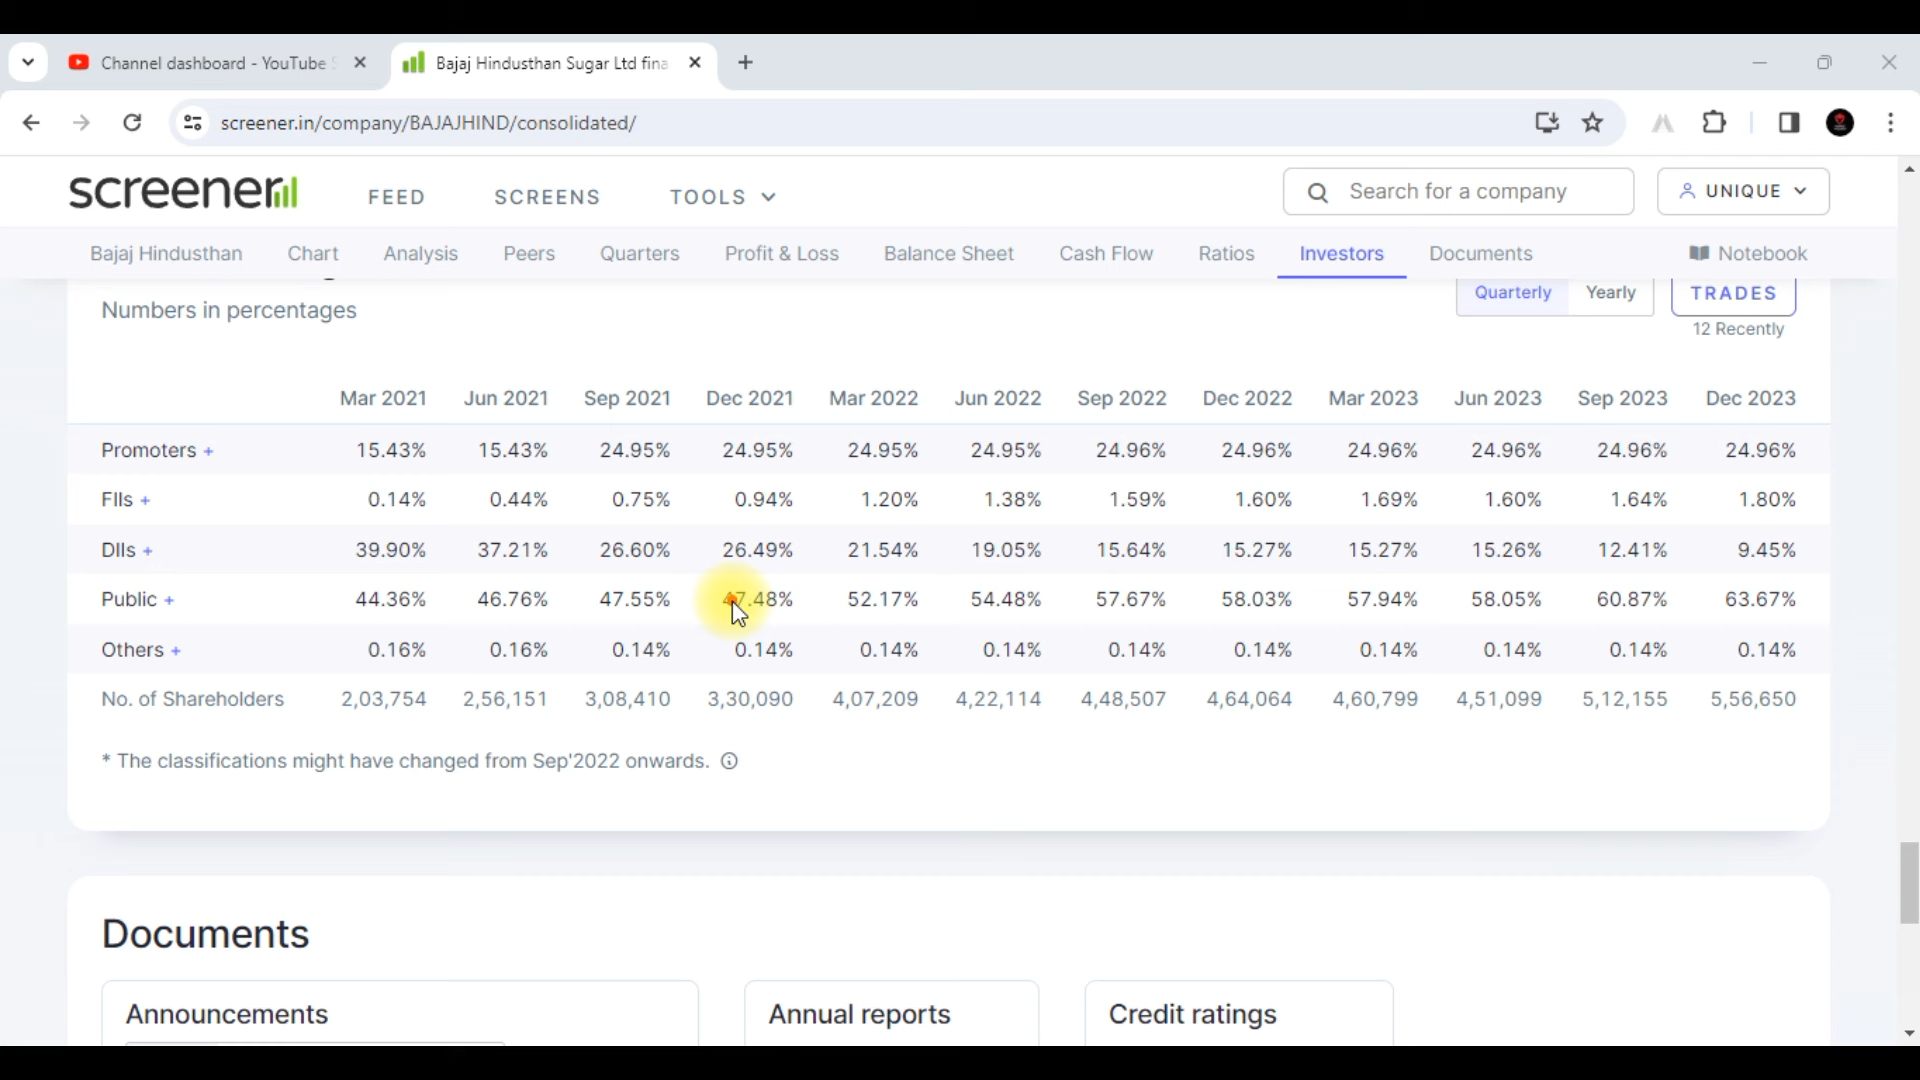 Channel dashboard - YouTube S
Bajaj Hindusthan Sugar Ltd fina
screener.in/company/BAJAJHIND/consolidated/
screener FEED SCREENS TOOLS Search for a company UNIQUE
Bajaj Hindusthan Chart Analysis Peers Quarters Profit & Loss Balance Sheet Cash Flow Ratios Investors Documents Notebook
Numbers in percentages Quarterly Yearly TRADES
12 Recently
Mar 2021 Jun 2021 Sep 2021 Dec 2021 Mar 2022 Jun 2022 Sep 2022 Dec 2022 Mar 2023 Jun 2023 Sep 2023 Dec 2023
Promoters + 15.43% 15.43% 24.95% 24.95% 24.95% 24.95% 24.96% 24.96% 24.96% 24.96% 24.96% 24.96%
FIIs + 0.14% 0.44% 0.75% 0.94% 1.20% 1.38% 1.59% 1.60% 1.69% 1.60% 1.64% 1.80%
DIIs + 39.90% 37.21% 26.60% 26.49% 21.54% 19.05% 15.64% 15.27% 15.27% 15.26% 12.41% 9.45%
Public + 44.36% 46.76% 47.55% 47.48% 52.17% 54.48% 57.67% 58.03% 57.94% 58.05% 60.87% 63.67%
Others + 0.16% 0.16% 0.14% 0.14% 0.14% 0.14% 0.14% 0.14% 0.14% 0.14% 0.14% 0.14%
No. of Shareholders 2,03,754 2,56,151 3,08,410 3,30,090 4,07,209 4,22,114 4,48,507 4,64,064 4,60,799 4,51,099 5,12,155 5,56,650
* The classifications might have changed from Sep'2022 onwards.
Documents
Announcements Annual reports Credit ratings